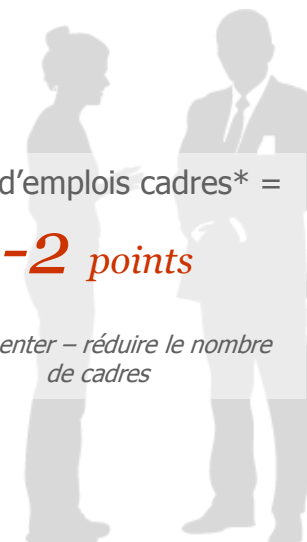 d'emplois cadres* =
-2 points
enter – réduire le nombre
de cadres